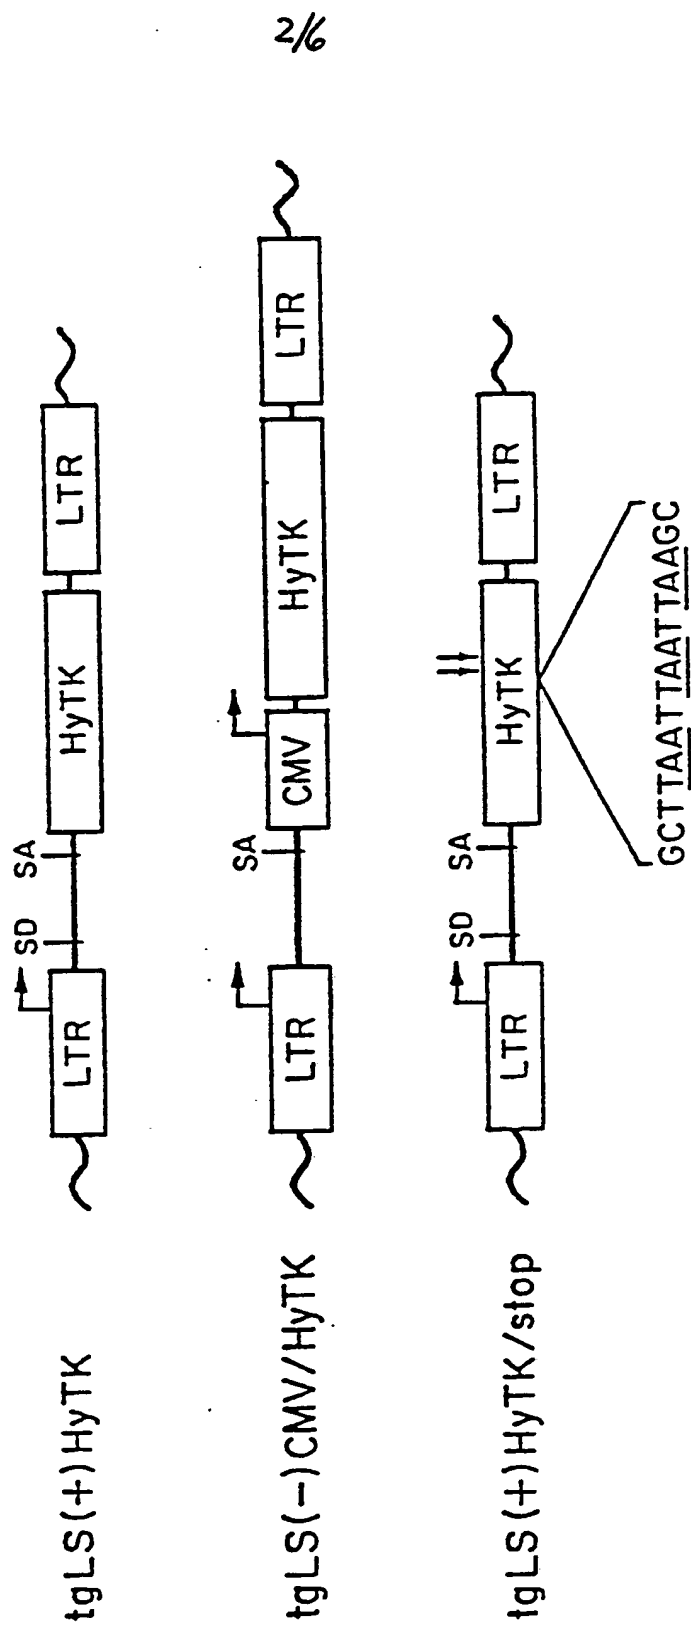 2/6
tgLS(+)HyTK
LTR SD SA HyTK LTR
tgLS(-)CMV/HyTK
LTR SA CMV HyTK LTR
tgLS(+)HyTK/stop
LTR SD SA HyTK LTR
GCTTAATTAATTAATTAAGC